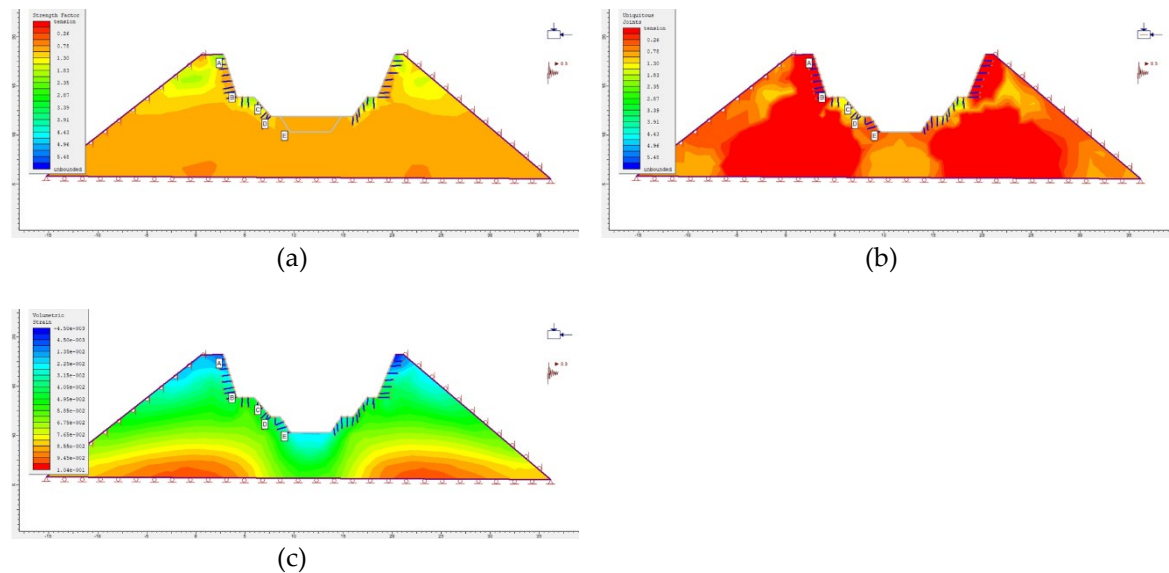 Strength Factor
tension
0.26
0.78
1.30
1.83
2.35
2.87
3.39
3.91
4.43
4.96
5.48
unbounded
A
B
C
D
E
0.5
(a)
Ubiquitous
Joints
tension
0.26
0.78
1.30
1.83
2.35
2.87
3.39
3.91
4.43
4.96
5.48
unbounded
A
B
C
D
E
0.5
(b)
Volumetric
Strain
-4.50e-003
4.50e-003
1.35e-002
2.25e-002
3.15e-002
4.05e-002
4.95e-002
5.85e-002
6.75e-002
7.65e-002
8.55e-002
9.45e-002
1.04e-001
A
B
C
D
E
(c)